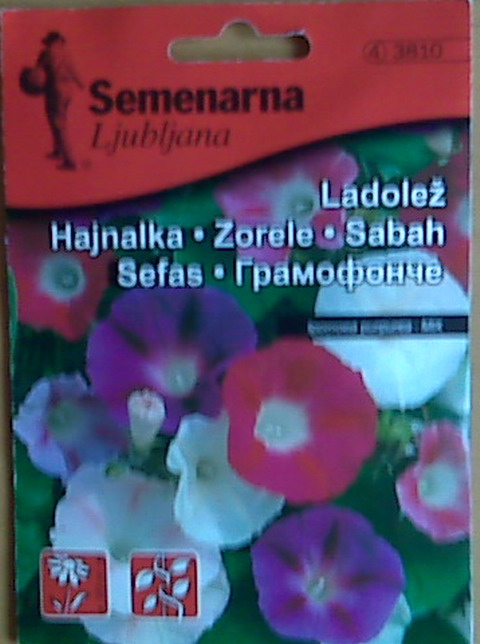 ④ 3810
Semenarna
Ljubljana
Ladolež
Hajnalka • Zorele • Sabah
Sefas • Грамофонче